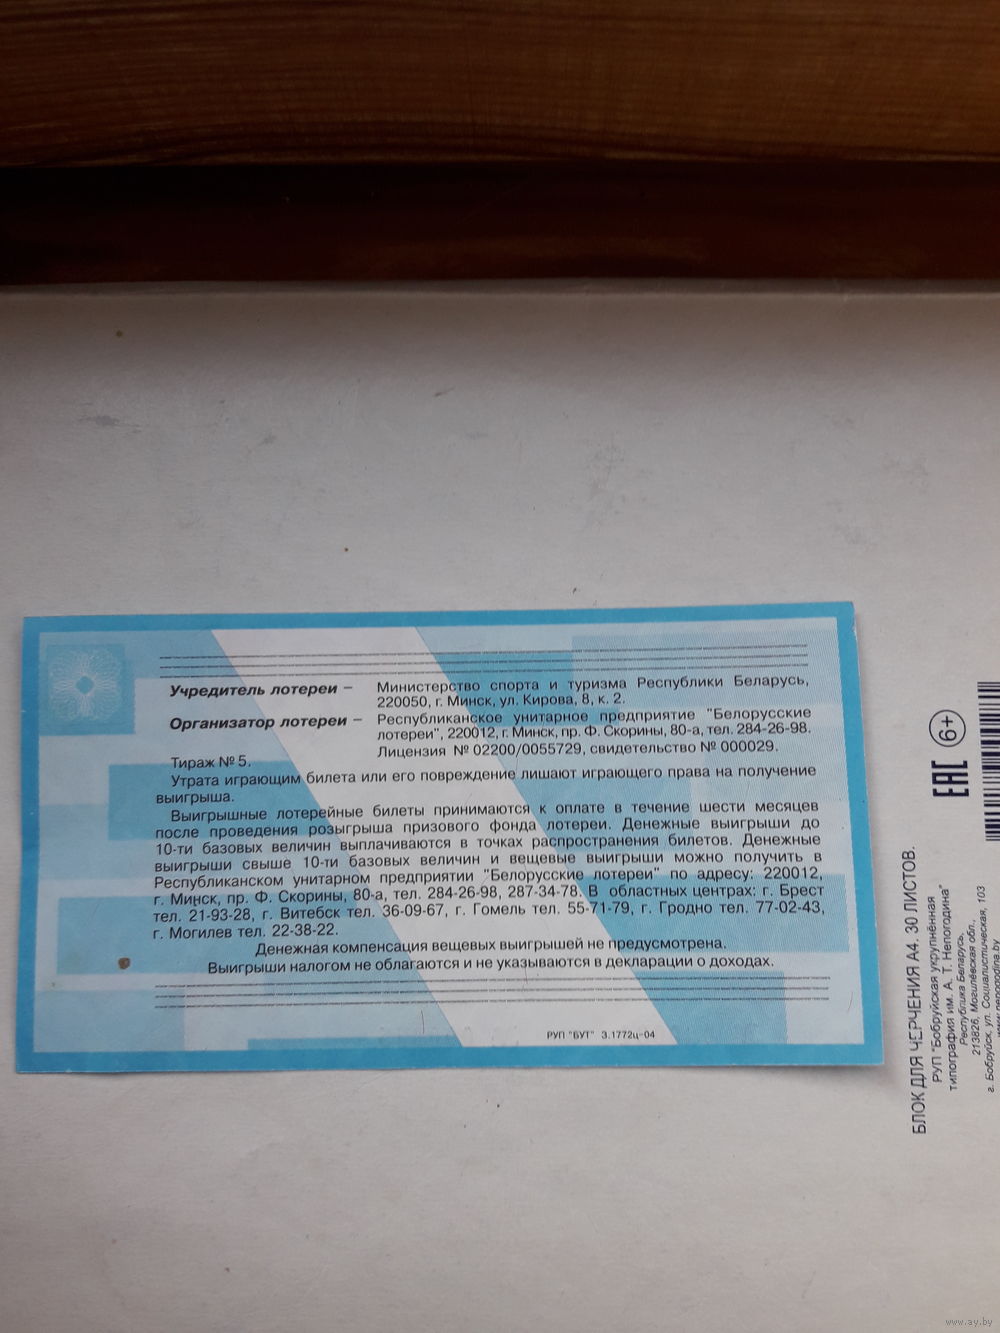 Учредитель лотереи – Министерство спорта и туризма Республики Беларусь,
220050, г. Минск, ул. Кирова, 8, к. 2.
Организатор лотереи – Республиканское унитарное предприятие "Белорусские
лотереи", 220012, г. Минск, пр. Ф. Скорины, 80-а, тел. 284-26-98.
Лицензия № 02200/0055729, свидетельство № 000029.
Тираж № 5.
Утрата играющим билета или его повреждение лишают играющего права на получение
выигрыша.
Выигрышные лотерейные билеты принимаются к оплате в течение шести месяцев
после проведения розыгрыша призового фонда лотереи. Денежные выигрыши до
10-ти базовых величин выплачиваются в точках распространения билетов. Денежные
выигрыши свыше 10-ти базовых величин и вещевые выигрыши можно получить в
Республиканском унитарном предприятии "Белорусские лотереи" по адресу: 220012,
г. Минск, пр. Ф. Скорины, 80-а, тел. 284-26-98, 287-34-78. В областных центрах: г. Брест
тел. 21-93-28, г. Витебск тел. 36-09-67, г. Гомель тел. 55-71-79, г. Гродно тел. 77-02-43,
г. Могилев тел. 22-38-22.
Денежная компенсация вещевых выигрышей не предусмотрена.
Выигрыши налогом не облагаются и не указываются в декларации о доходах.
РУП "БУТ" З.1772ц-04
БЛОК ДЛЯ ЧЕРЧЕНИЯ А4. 30 ЛИСТОВ.
РУП "Бобруйская укрупнённая
типография им. А. Т. Непогодина"
Республика Беларусь,
213826, Могилёвская обл.,
г. Бобруйск, ул. Социалистическая, 103
www.nepogodina.by
ЕАС 6+
www.ay.by